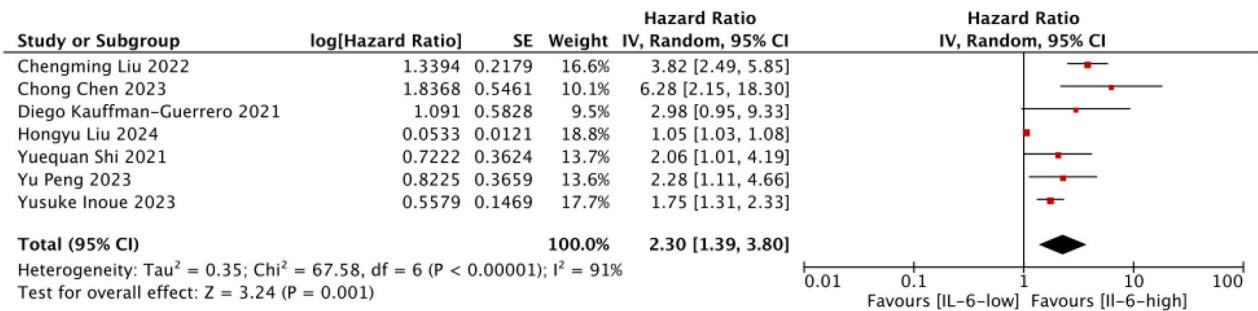 Hazard Ratio Hazard Ratio
Study or Subgroup log[Hazard Ratio] SE Weight IV, Random, 95% CI IV, Random, 95% CI
Chengming Liu 2022 1.3394 0.2179 16.6% 3.82 [2.49, 5.85]
Chong Chen 2023 1.8368 0.5461 10.1% 6.28 [2.15, 18.30]
Diego Kauffman-Guerrero 2021 1.091 0.5828 9.5% 2.98 [0.95, 9.33]
Hongyu Liu 2024 0.0533 0.0121 18.8% 1.05 [1.03, 1.08]
Yuequan Shi 2021 0.7222 0.3624 13.7% 2.06 [1.01, 4.19]
Yu Peng 2023 0.8225 0.3659 13.6% 2.28 [1.11, 4.66]
Yusuke Inoue 2023 0.5579 0.1469 17.7% 1.75 [1.31, 2.33]
Total (95% CI) 100.0% 2.30 [1.39, 3.80]
Heterogeneity: Tau² = 0.35; Chi² = 67.58, df = 6 (P < 0.00001); I² = 91%
Test for overall effect: Z = 3.24 (P = 0.001)
0.01 0.1 1 10 100
Favours [IL-6-low] Favours [Il-6-high]